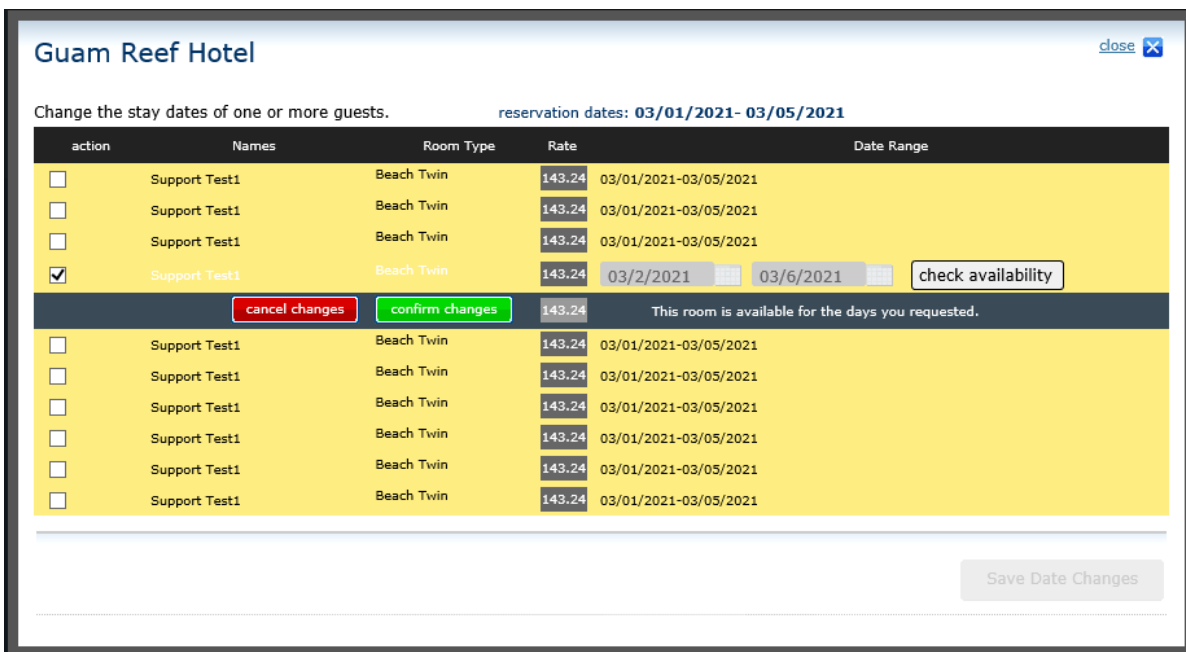 Guam Reef Hotel
close
Change the stay dates of one or more guests.
reservation dates: 03/01/2021- 03/05/2021
action Names Room Type Rate Date Range
Support Test1 Beach Twin 143.24 03/01/2021-03/05/2021
Support Test1 Beach Twin 143.24 03/01/2021-03/05/2021
Support Test1 Beach Twin 143.24 03/01/2021-03/05/2021
Support Test1 Beach Twin 143.24 03/2/2021 03/6/2021 check availability
cancel changes confirm changes 143.24 This room is available for the days you requested.
Support Test1 Beach Twin 143.24 03/01/2021-03/05/2021
Support Test1 Beach Twin 143.24 03/01/2021-03/05/2021
Support Test1 Beach Twin 143.24 03/01/2021-03/05/2021
Support Test1 Beach Twin 143.24 03/01/2021-03/05/2021
Support Test1 Beach Twin 143.24 03/01/2021-03/05/2021
Support Test1 Beach Twin 143.24 03/01/2021-03/05/2021
Save Date Changes